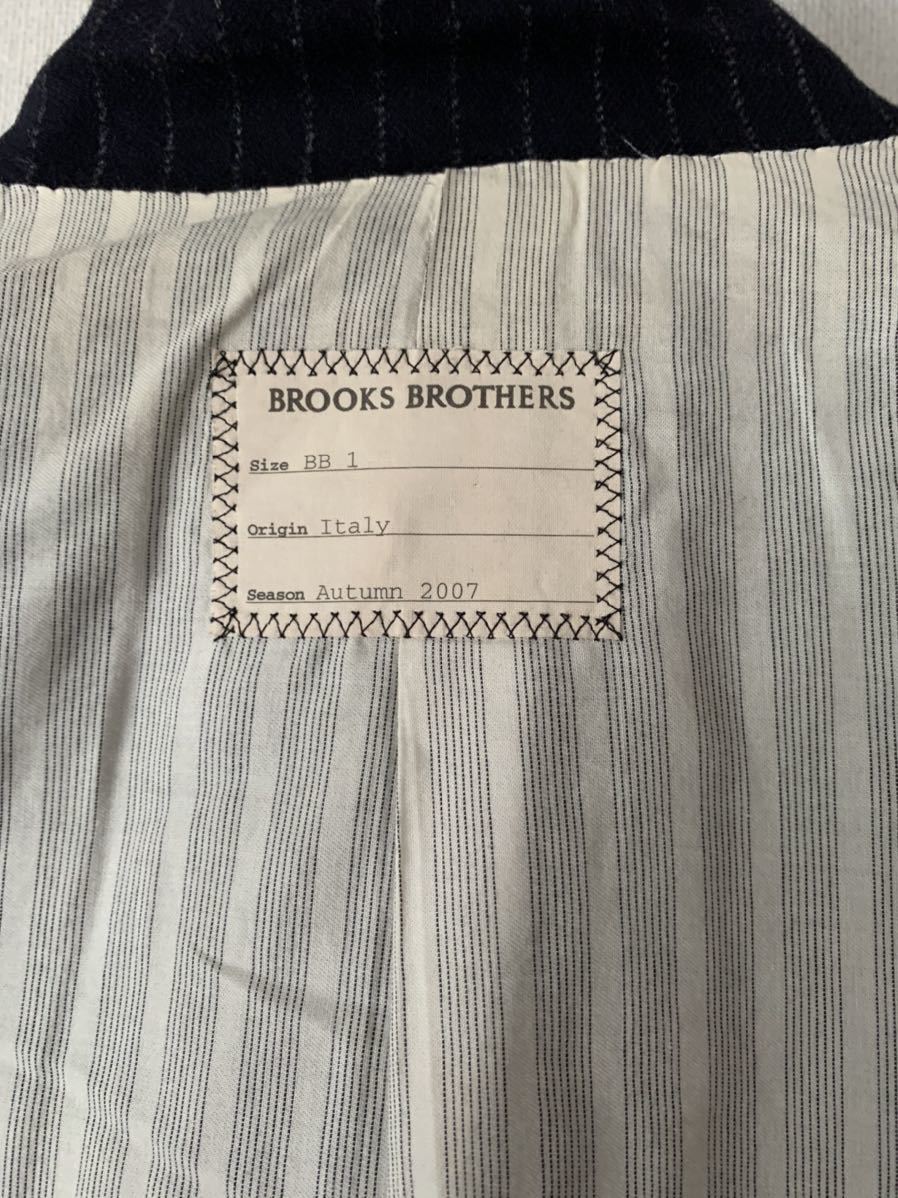 BROOKS BROTHERS
Size BB 1
Origin Italy
Season Autumn 2007